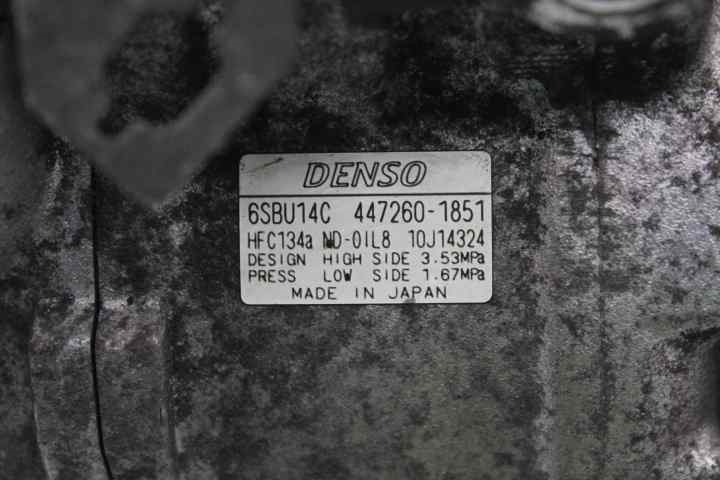 DENSO
6SBU14C 447260-1851
HFC134a ND-OIL8 10J14324
DESIGN HIGH SIDE 3.53MPa
PRESS LOW SIDE 1.67MPa
MADE IN JAPAN